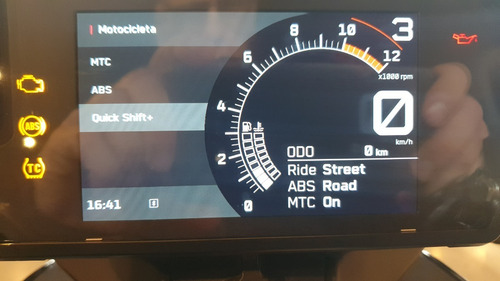 Motocicleta
MTC
ABS
Quick Shift+
16:41
0
2
4
6
8
10
12
x1000 rpm
3
0
km/h
ODO 0 km
Ride Street
ABS Road
MTC On
ABS
TC